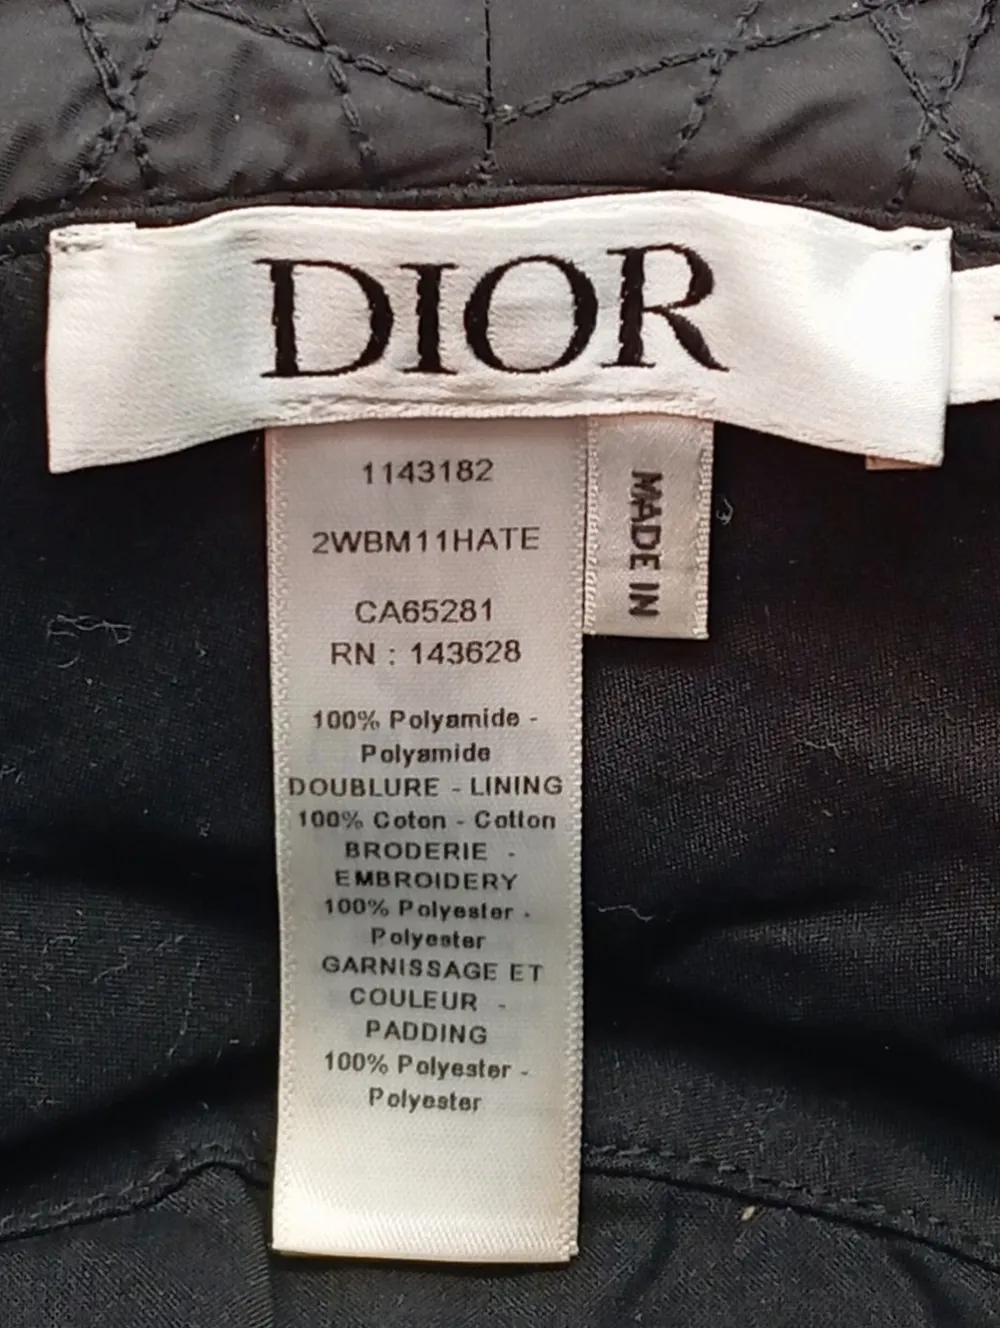 DIOR
1143182
2WBM11HATE
CA65281
RN : 143628
100% Polyamide -
Polyamide
DOUBLURE - LINING
100% Coton - Cotton
BRODERIE -
EMBROIDERY
100% Polyester -
Polyester
GARNISSAGE ET
COULEUR -
PADDING
100% Polyester -
Polyester
MADE IN